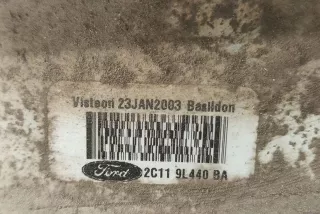 Visteon 23JAN2003 Basildon
Ford 2C11 9L440 BA